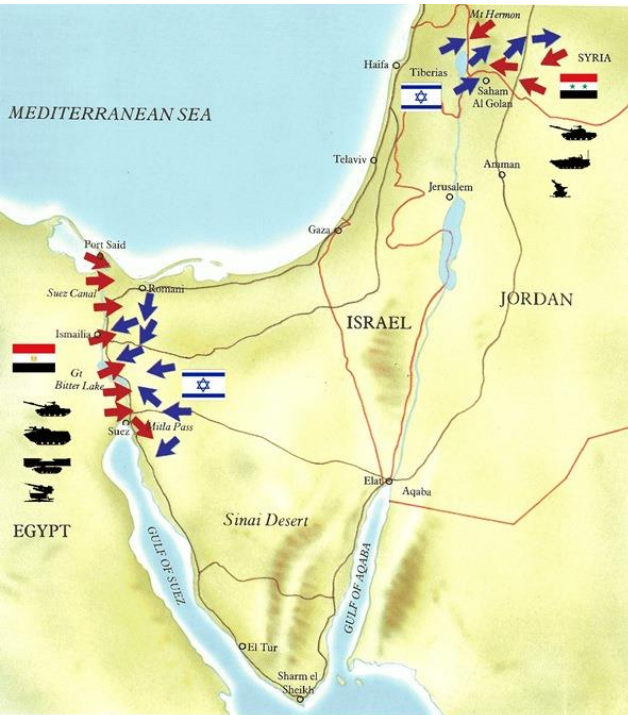 Mt Hermon
SYRIA
Haifa
Tiberias
Saham
Al Golan
MEDITERRANEAN SEA
Telaviv
Amman
Jerusalem
Gaza
Port Said
Romani
Suez Canal
JORDAN
ISRAEL
Ismailia
Gt
Bitter Lake
Mitla Pass
Suez
Elat
Aqaba
Sinai Desert
EGYPT
GULF OF SUEZ
GULF OF AQABA
El Tur
Sharm el
Sheikh